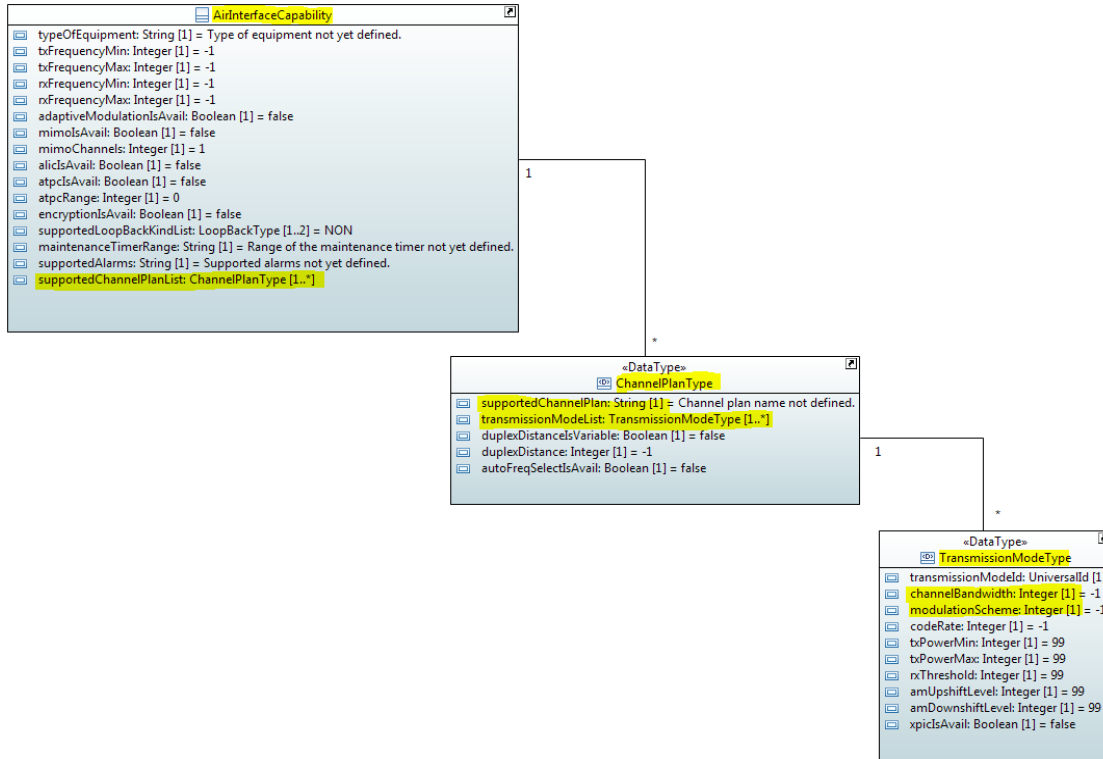 AirInterfaceCapability
typeOfEquipment: String [1] = Type of equipment not yet defined.
txFrequencyMin: Integer [1] = -1
txFrequencyMax: Integer [1] = -1
rxFrequencyMin: Integer [1] = -1
rxFrequencyMax: Integer [1] = -1
adaptiveModulationIsAvail: Boolean [1] = false
mimoIsAvail: Boolean [1] = false
mimoChannels: Integer [1] = 1
alicIsAvail: Boolean [1] = false
atpcIsAvail: Boolean [1] = false
atpcRange: Integer [1] = 0
encryptionIsAvail: Boolean [1] = false
supportedLoopBackKindList: LoopBackType [1..2] = NON
maintenanceTimerRange: String [1] = Range of the maintenance timer not yet defined.
supportedAlarms: String [1] = Supported alarms not yet defined.
supportedChannelPlanList: ChannelPlanType [1..*]
1
*
«DataType»
ChannelPlanType
supportedChannelPlan: String [1] = Channel plan name not defined.
transmissionModeList: TransmissionModeType [1..*]
duplexDistanceIsVariable: Boolean [1] = false
duplexDistance: Integer [1] = -1
autoFreqSelectIsAvail: Boolean [1] = false
1
*
«DataType»
TransmissionModeType
transmissionModeId: UniversalId [1
channelBandwidth: Integer [1] = -1
modulationScheme: Integer [1] = -1
codeRate: Integer [1] = -1
txPowerMin: Integer [1] = 99
txPowerMax: Integer [1] = 99
rxThreshold: Integer [1] = 99
amUpshiftLevel: Integer [1] = 99
amDownshiftLevel: Integer [1] = 99
xpicIsAvail: Boolean [1] = false